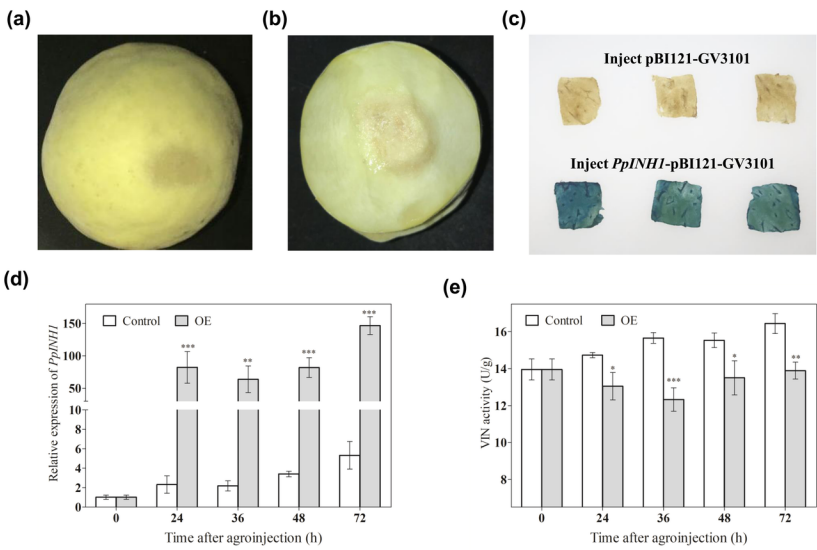 (a)
(b)
(c)
Inject pBI121-GV3101
Inject PpINH1-pBI121-GV3101
(d)
Relative expression of PpINH1
Control
OE
150
100
50
10
8
6
4
2
0
***
**
***
***
0
24
36
48
72
Time after agroinjection (h)
(e)
VIN activity (U/g)
Control
OE
16
14
12
10
8
*
***
*
**
0
24
36
48
72
Time after agroinjection (h)